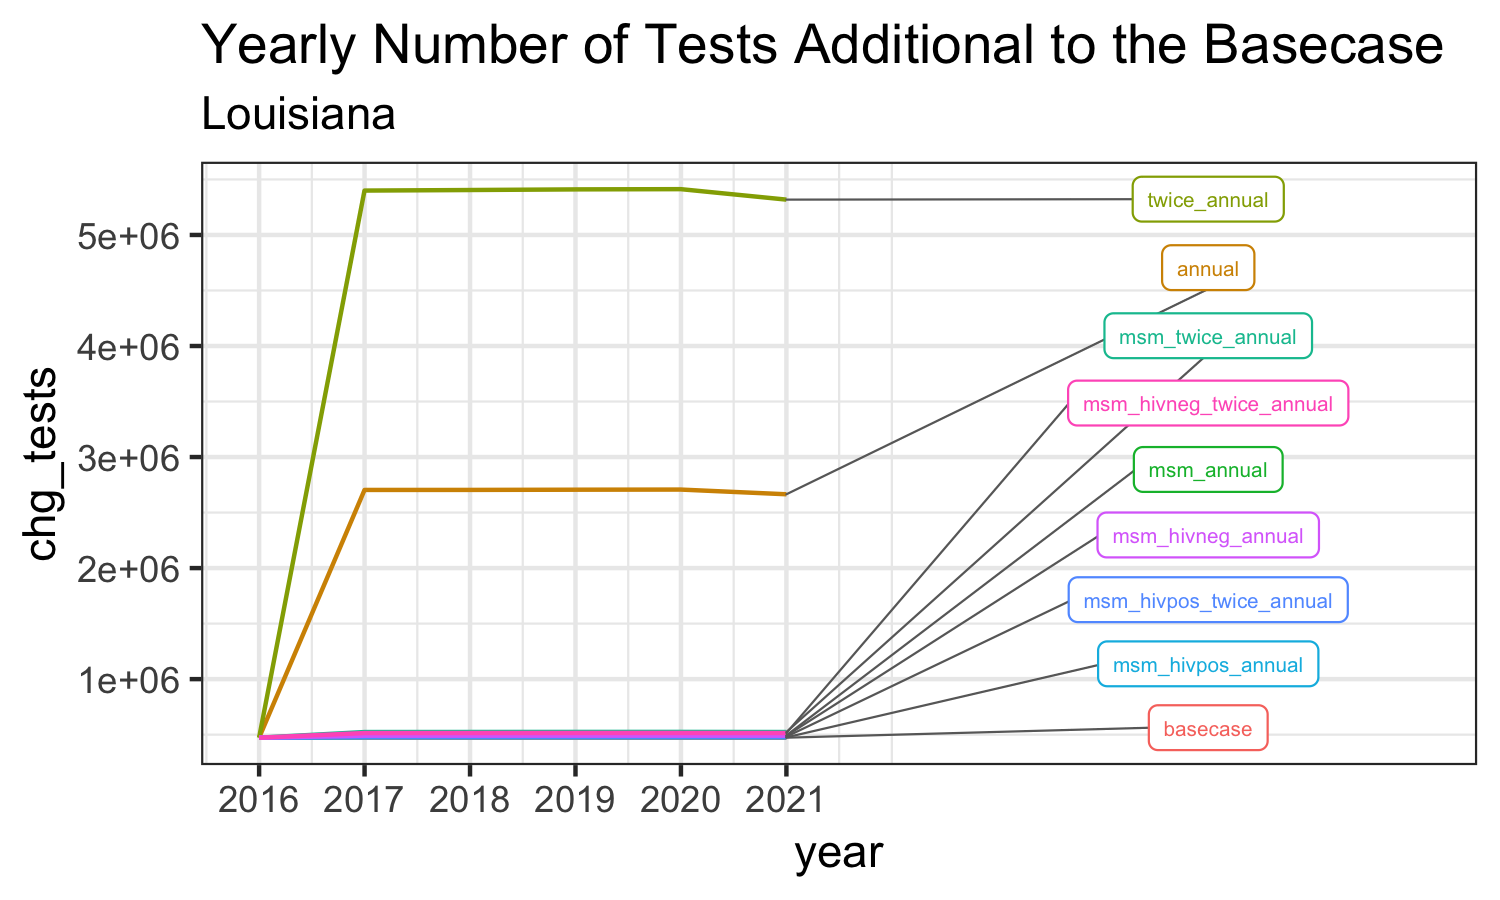 Yearly Number of Tests Additional to the Basecase
Louisiana
chg_tests
5e+06
4e+06
3e+06
2e+06
1e+06
twice_annual
annual
msm_twice_annual
msm_hivneg_twice_annual
msm_annual
msm_hivneg_annual
msm_hivpos_twice_annual
msm_hivpos_annual
basecase
2016 2017 2018 2019 2020 2021
year